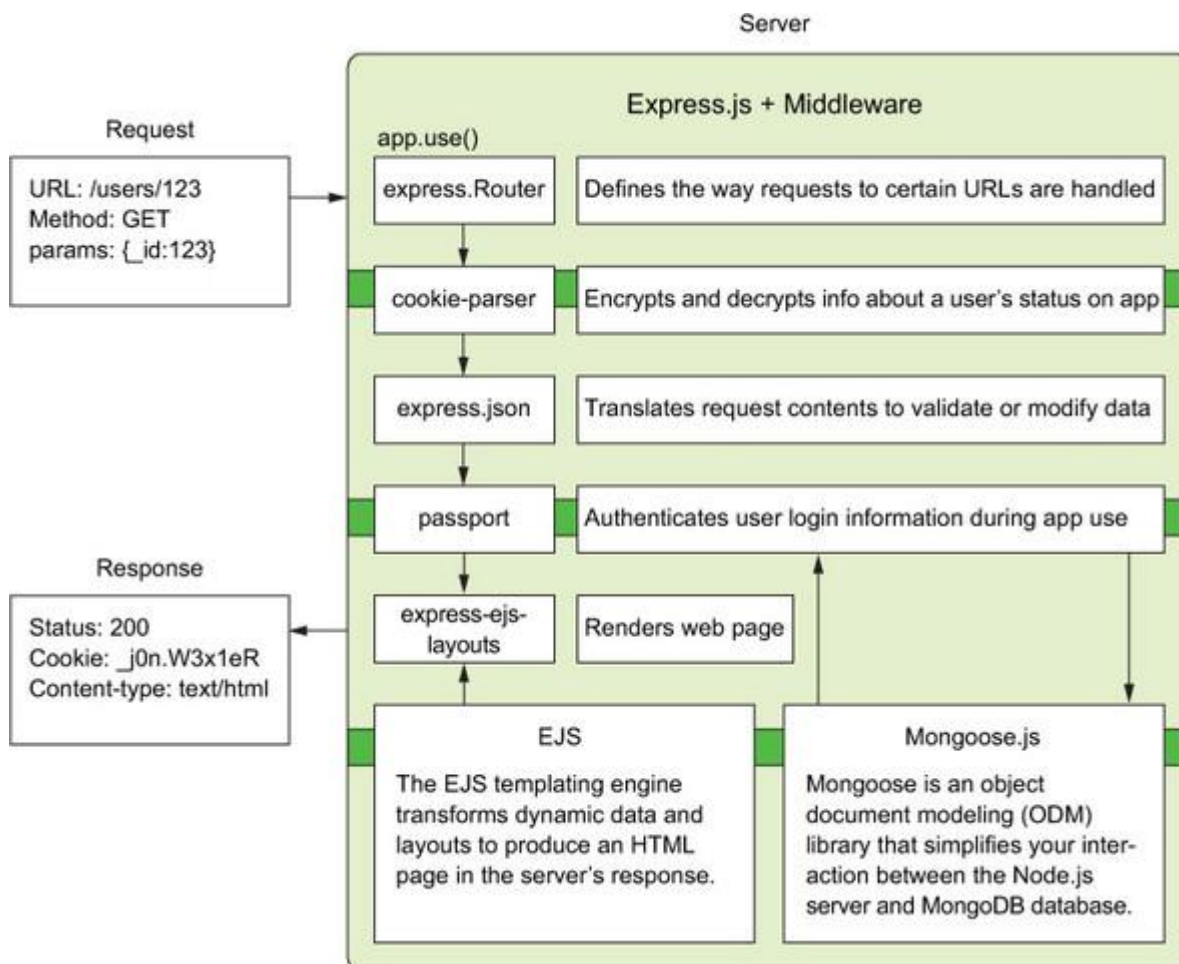 Server
Express.js + Middleware
Request
app.use()
URL: /users/123
Method: GET
params: {_id:123}
express.Router
Defines the way requests to certain URLs are handled
cookie-parser
Encrypts and decrypts info about a user's status on app
express.json
Translates request contents to validate or modify data
passport
Authenticates user login information during app use
Response
Status: 200
Cookie: _j0n.W3x1eR
Content-type: text/html
express-ejs-
layouts
Renders web page
EJS
The EJS templating engine
transforms dynamic data and
layouts to produce an HTML
page in the server's response.
Mongoose.js
Mongoose is an object
document modeling (ODM)
library that simplifies your inter-
action between the Node.js
server and MongoDB database.